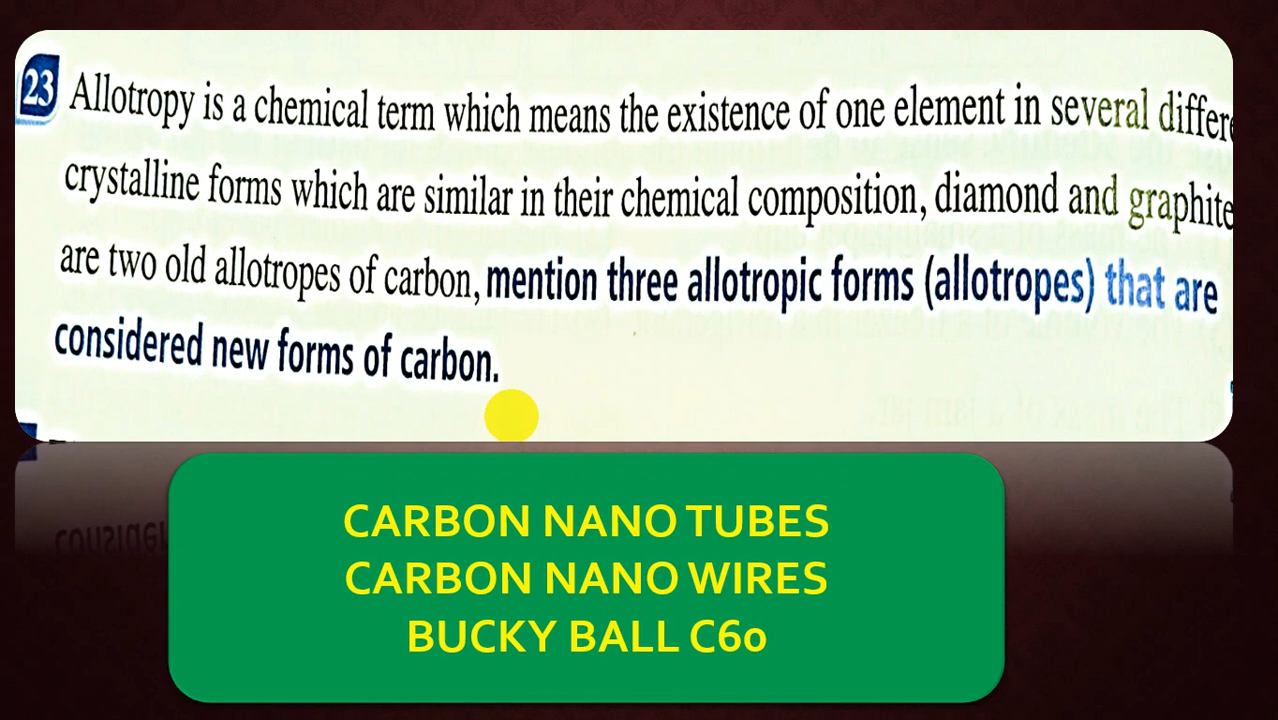 23 Allotropy is a chemical term which means the existence of one element in several differe
crystalline forms which are similar in their chemical composition, diamond and graphite
are two old allotropes of carbon, mention three allotropic forms (allotropes) that are
considered new forms of carbon.
CARBON NANO TUBES
CARBON NANO WIRES
BUCKY BALL C60